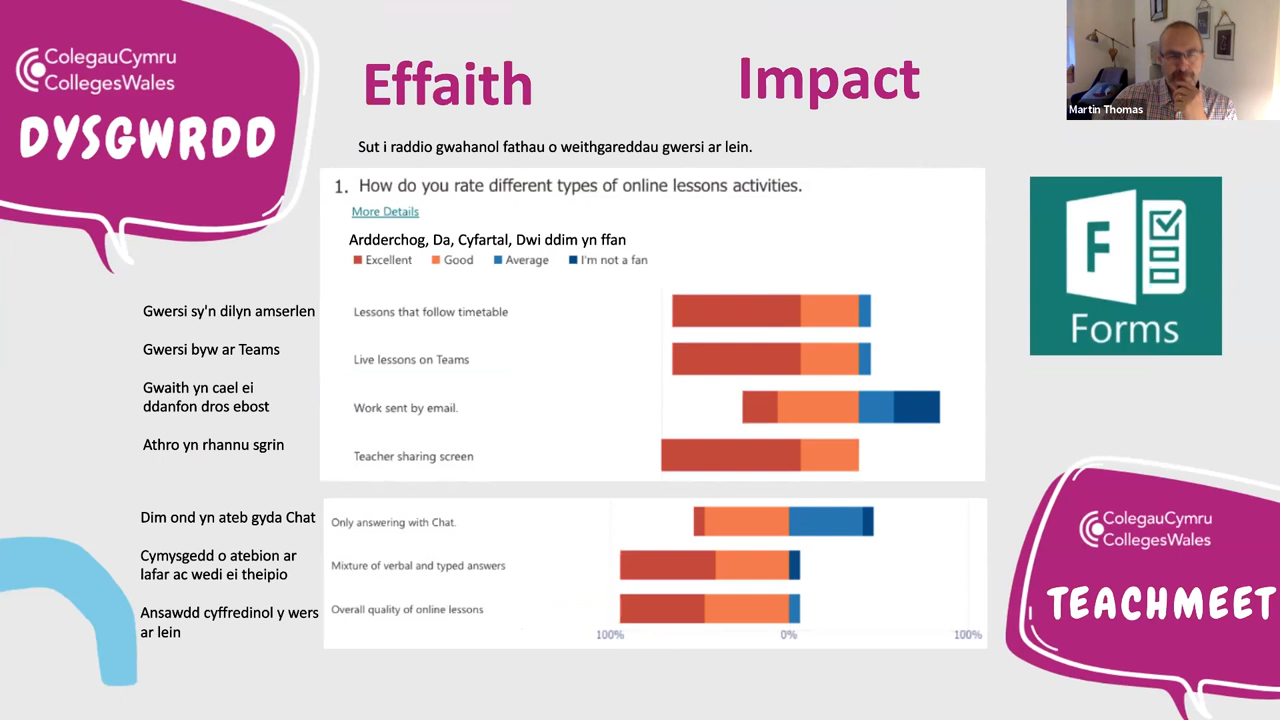 ColegauCymru
CollegesWales
DYSGWRDD
Effaith
Impact
Martin Thomas
Sut i raddio gwahanol fathau o weithgareddau gwersi ar lein.
1. How do you rate different types of online lessons activities.
More Details
Ardderchog, Da, Cyfartal, Dwi ddim yn ffan
Excellent Good Average I'm not a fan
F
Forms
Gwersi sy'n dilyn amserlen
Lessons that follow timetable
Gwersi byw ar Teams
Live lessons on Teams
Gwaith yn cael ei
ddanfon dros ebost
Work sent by email.
Athro yn rhannu sgrin
Teacher sharing screen
Dim ond yn ateb gyda Chat
Only answering with Chat.
Cymysgedd o atebion ar
lafar ac wedi ei theipio
Mixture of verbal and typed answers
Ansawdd cyffredinol y wers
ar lein
Overall quality of online lessons
100% 0% 100%
ColegauCymru
CollegesWales
TEACHMEET